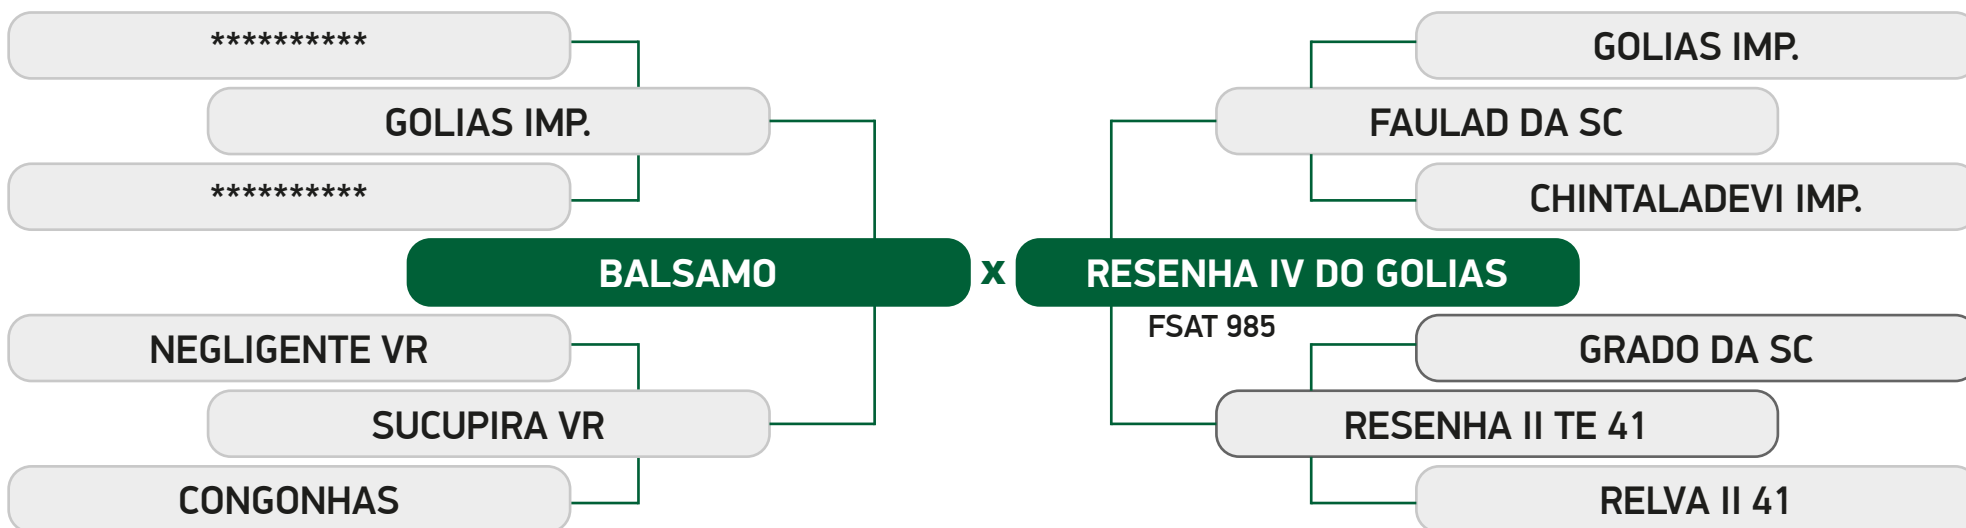 **********
GOLIAS IMP.
**********
BALSAMO
NEGLIGENTE VR
SUCUPIRA VR
CONGONHAS
x
GOLIAS IMP.
FAULAD DA SC
CHINTALADEVI IMP.
RESENHA IV DO GOLIAS
FSAT 985
GRADO DA SC
RESENHA II TE 41
RELVA II 41